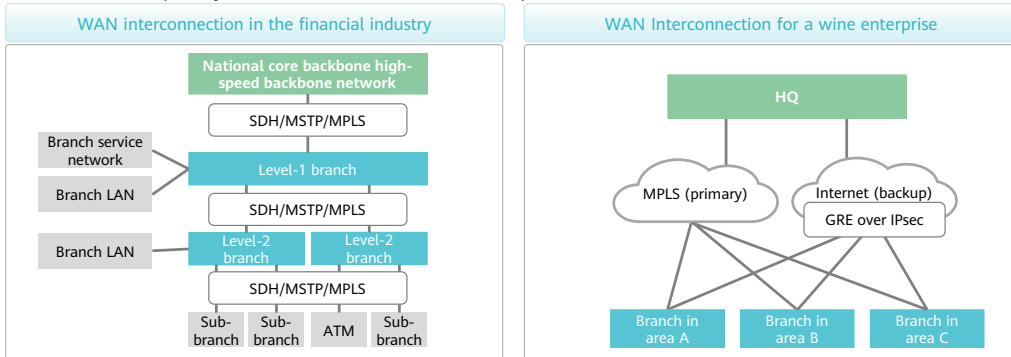 WAN interconnection in the financial industry
National core backbone high-
speed backbone network
SDH/MSTP/MPLS
Branch service
network
Level-1 branch
Branch LAN
SDH/MSTP/MPLS
Branch LAN
Level-2
branch
Level-2
branch
SDH/MSTP/MPLS
Sub-
branch
Sub-
branch
ATM
Sub-
branch
WAN Interconnection for a wine enterprise
HQ
MPLS (primary)
Internet (backup)
GRE over IPsec
Branch in
area A
Branch in
area B
Branch in
area C